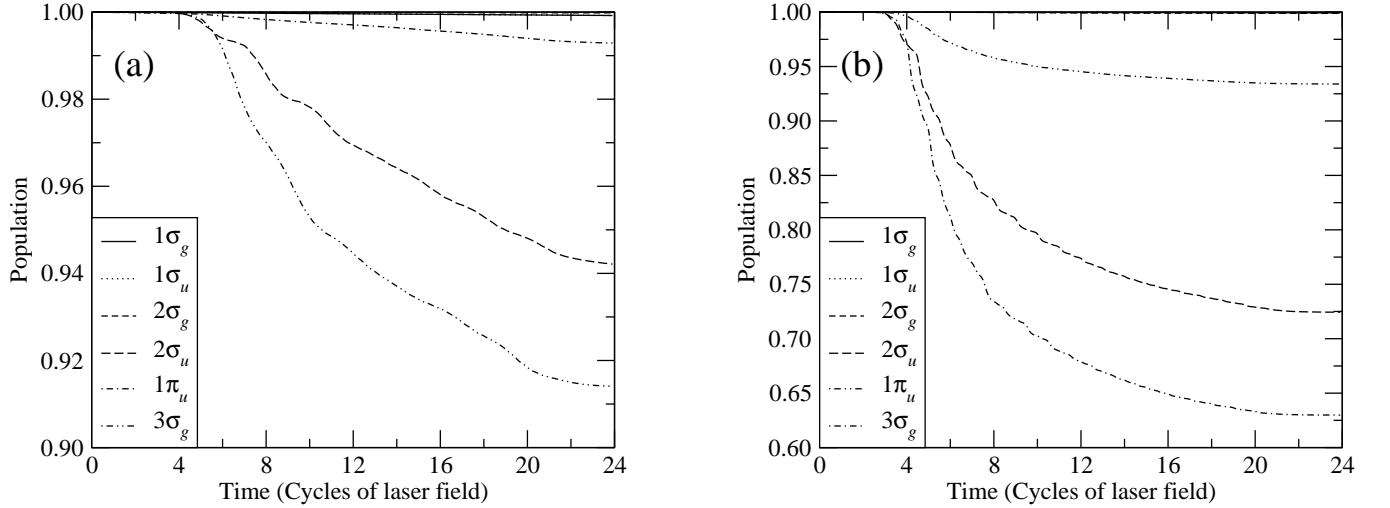 1.00
0.98
0.96
0.94
0.92
0.90
Population
(a)
1σg
1σu
2σg
2σu
1πu
3σg
0 4 8 12 16 20 24
Time (Cycles of laser field)
1.00
0.95
0.90
0.85
0.80
0.75
0.70
0.65
0.60
Population
(b)
1σg
1σu
2σg
2σu
1πu
3σg
0 4 8 12 16 20 24
Time (Cycles of laser field)